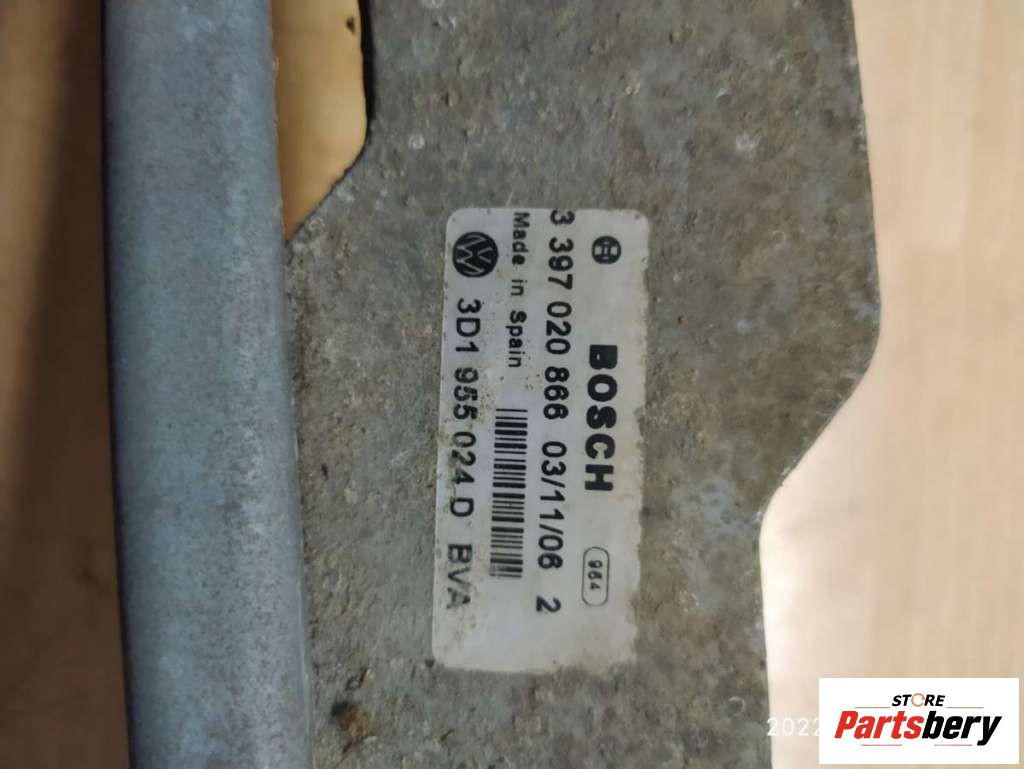 BOSCH 964
3 397 020 866 03/11/06 2
Made in Spain
VW 3D1 955 024 D BVA
2022
STORE
Partsbery